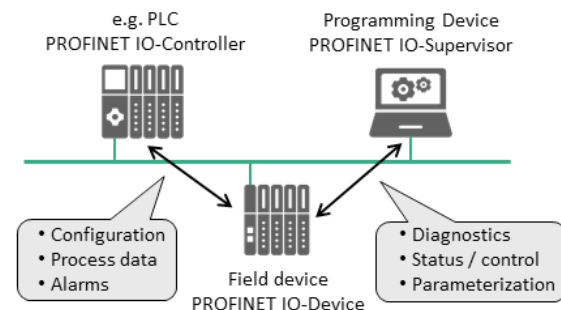 e.g. PLC
PROFINET IO-Controller
Programming Device
PROFINET IO-Supervisor
• Configuration
• Process data
• Alarms
• Diagnostics
• Status / control
• Parameterization
Field device
PROFINET IO-Device